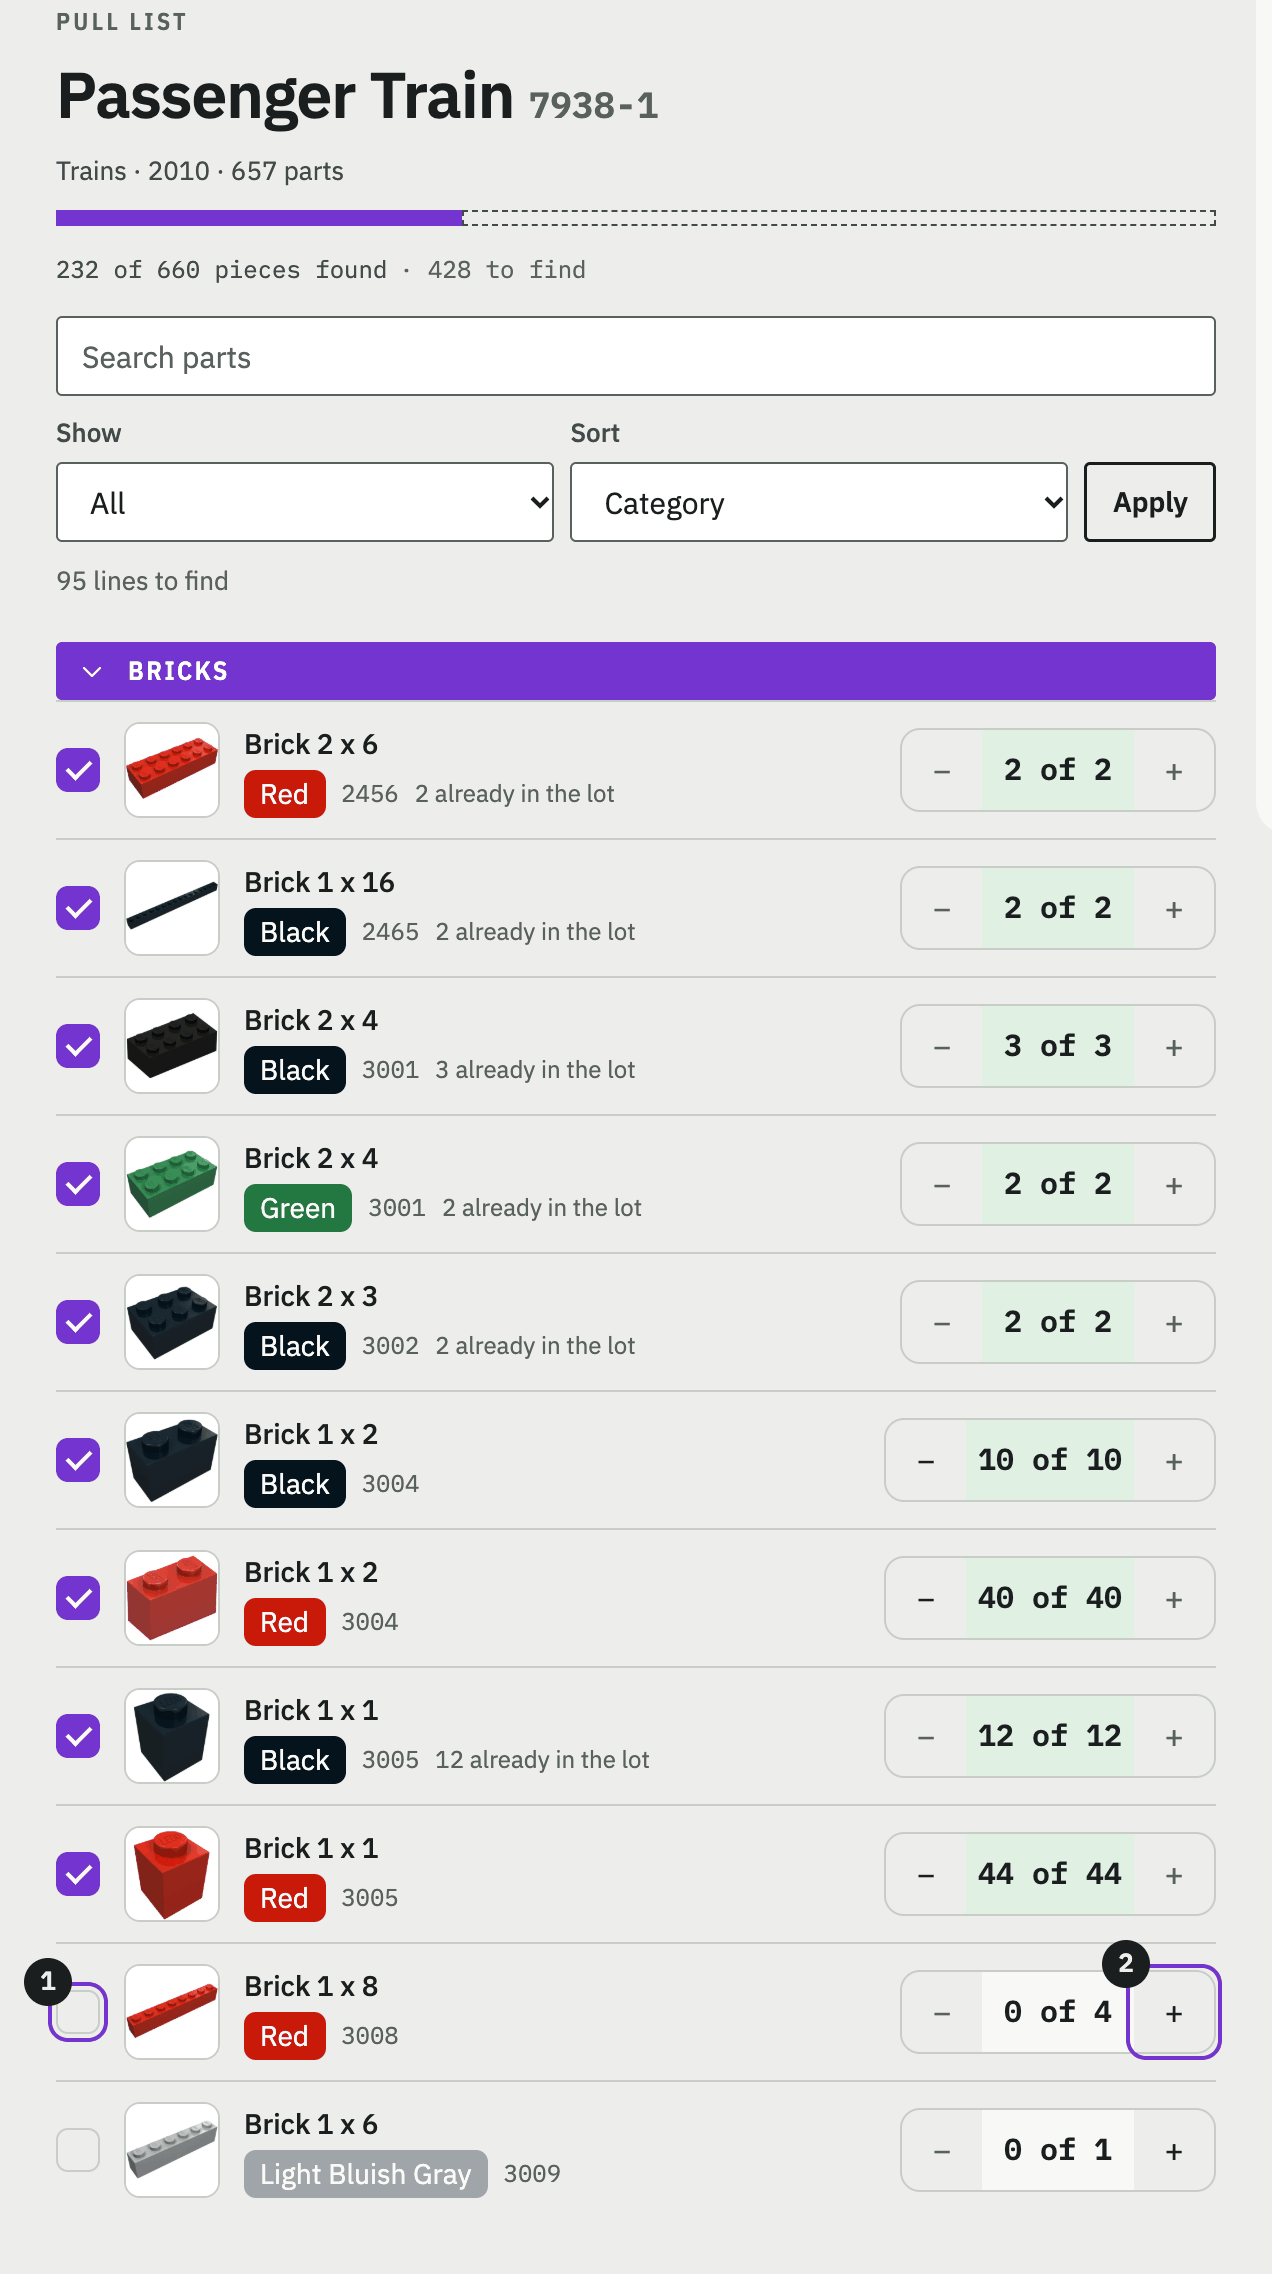 PULL LIST
Passenger Train 7938-1
Trains · 2010 · 657 parts
232 of 660 pieces found · 428 to find
Search parts
Show Sort
All Category Apply
95 lines to find
BRICKS
Brick 2 x 6
Red 2456 2 already in the lot
− 2 of 2 +
Brick 1 x 16
Black 2465 2 already in the lot
− 2 of 2 +
Brick 2 x 4
Black 3001 3 already in the lot
− 3 of 3 +
Brick 2 x 4
Green 3001 2 already in the lot
− 2 of 2 +
Brick 2 x 3
Black 3002 2 already in the lot
− 2 of 2 +
Brick 1 x 2
Black 3004
− 10 of 10 +
Brick 1 x 2
Red 3004
− 40 of 40 +
Brick 1 x 1
Black 3005 12 already in the lot
− 12 of 12 +
Brick 1 x 1
Red 3005
− 44 of 44 +
1
Brick 1 x 8
Red 3008
2
− 0 of 4 +
Brick 1 x 6
Light Bluish Gray 3009
− 0 of 1 +